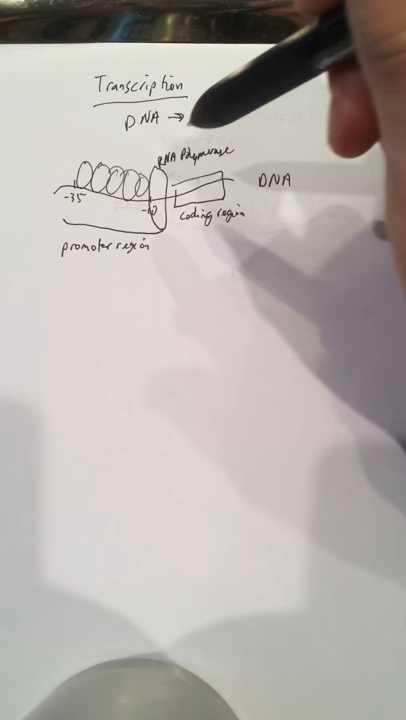 Transcription
DNA →
RNA Polymerase
DNA
-35
-10
coding region
promoter region